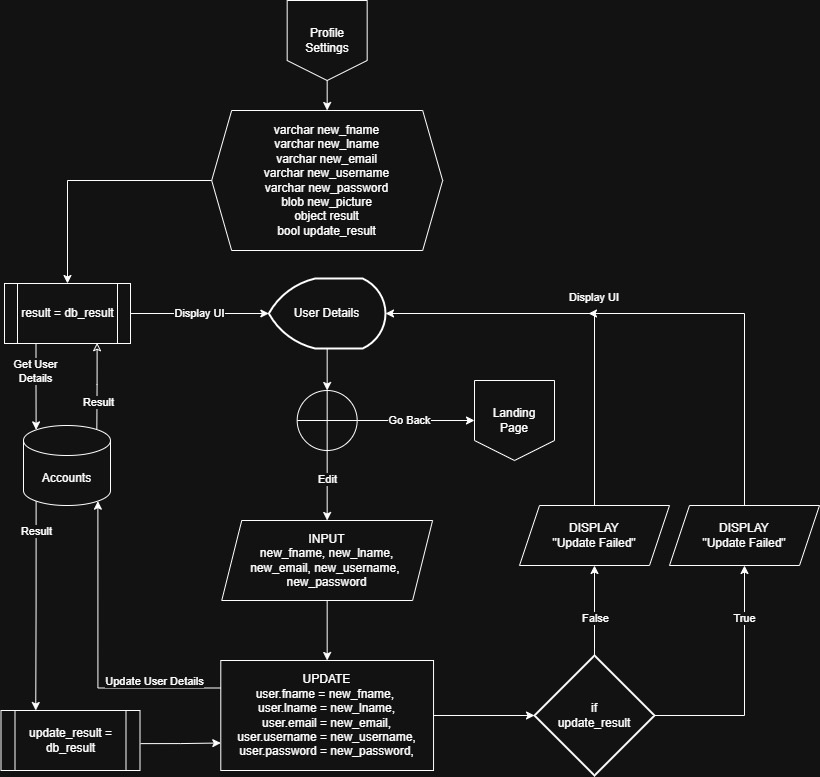 Profile
Settings
varchar new_fname
varchar new_lname
varchar new_email
varchar new_username
varchar new_password
blob new_picture
object result
bool update_result
result = db_result
Display UI
User Details
Display UI
Get User
Details
Result
Go Back
Landing
Page
Accounts
Edit
Result
INPUT
new_fname, new_lname,
new_email, new_username,
new_password
DISPLAY
"Update Failed"
DISPLAY
"Update Failed"
False
True
Update User Details
UPDATE
user.fname = new_fname,
user.lname = new_lname,
user.email = new_email,
user.username = new_username,
user.password = new_password,
if
update_result
update_result =
db_result